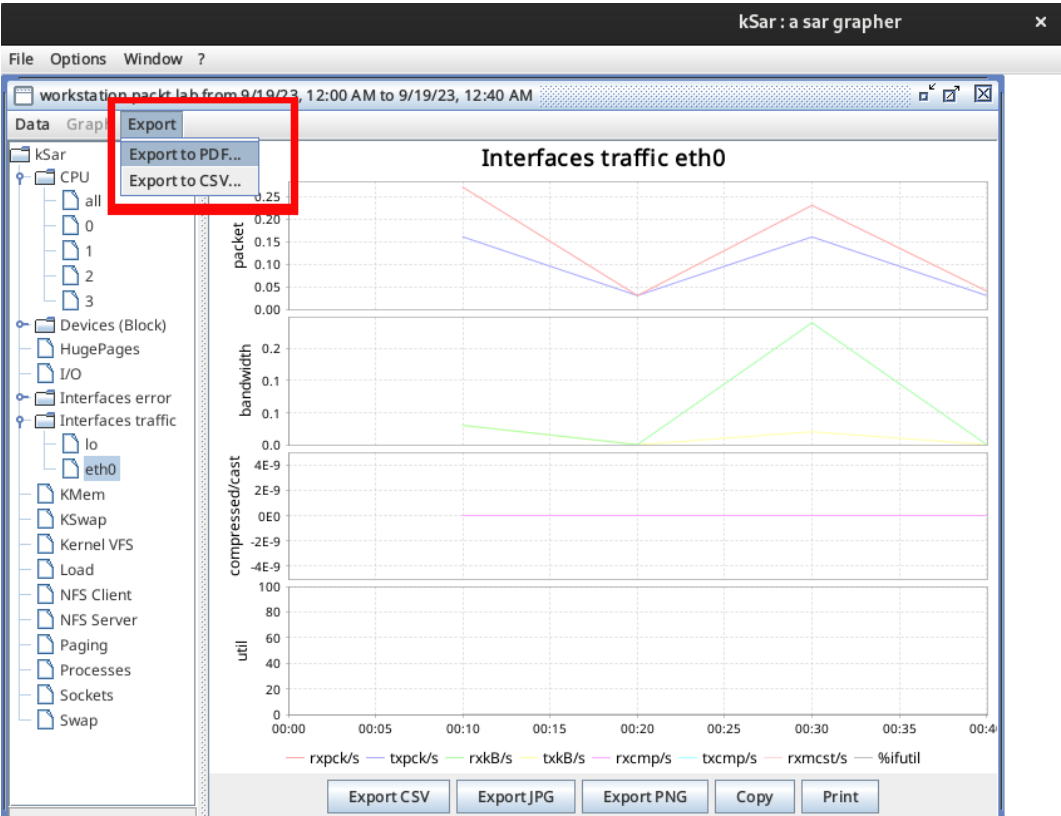 kSar : a sar grapher
File Options Window ?
workstation packt lab from 9/19/23, 12:00 AM to 9/19/23, 12:40 AM
Data Graph Export
Export to PDF...
Export to CSV...
kSar
CPU
all
0
1
2
3
Devices (Block)
HugePages
I/O
Interfaces error
Interfaces traffic
lo
eth0
KMem
KSwap
Kernel VFS
Load
NFS Client
NFS Server
Paging
Processes
Sockets
Swap
Interfaces traffic eth0
packet
0.25
0.20
0.15
0.10
0.05
0.00
bandwidth
0.2
0.1
0.1
0.0
compressed/cast
4E-9
2E-9
0E0
-2E-9
-4E-9
util
100
80
60
40
20
0
00:00 00:05 00:10 00:15 00:20 00:25 00:30 00:35 00:4
rxpck/s txpck/s rxkB/s txkB/s rxcmp/s txcmp/s rxmcst/s %ifutil
Export CSV Export JPG Export PNG Copy Print